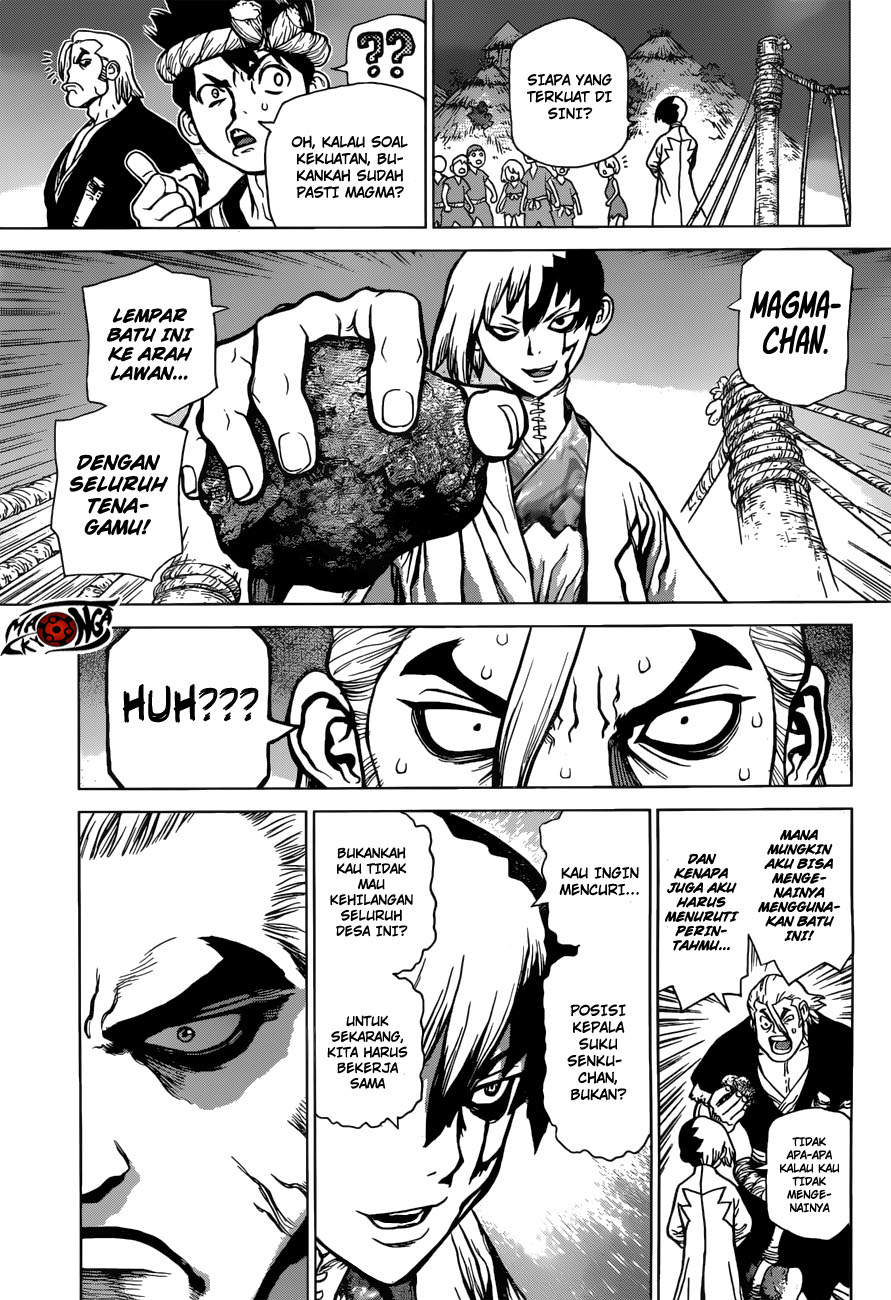 SIAPA YANG
TERKUAT DI
SINI?
??
OH, KALAU SOAL
KEKUATAN, BU-
KANKAH SUDAH
PASTI MAGMA?
MAGMA-
CHAN.
LEMPAR
BATU INI
KE ARAH
LAWAN...
DENGAN
SELURUH
TENA-
GAMU!
MANGA
KYO
HUH???
MANA
MUNGKIN
AKU BISA
MENGE-
NAINYA
MENGGUNA-
KAN BATU
INI!
DAN
KENAPA
JUGA AKU
HARUS
MENURUTI
PERIN-
TAHMU...
TIDAK
APA-APA
KALAU KAU
TIDAK
MENGE-
NAINYA
KAU INGIN
MENCURI...
POSISI
KEPALA
SUKU
SENKU-
CHAN,
BUKAN?
BUKANKAH
KAU TIDAK
MAU
KEHILANGAN
SELURUH
DESA INI?
UNTUK
SEKARANG,
KITA HARUS
BEKERJA
SAMA